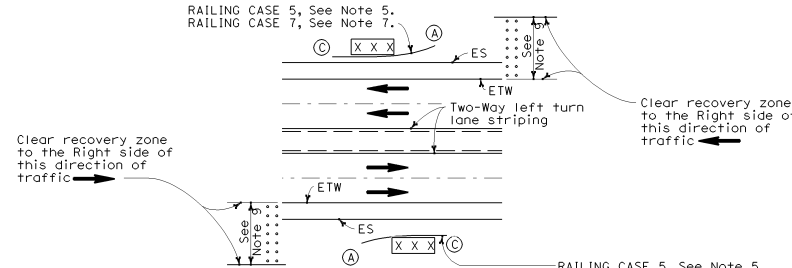 RAILING CASE 5, See Note 5.
RAILING CASE 7, See Note 7.
A
C
X X X
ES
See
Note 9
ETW
Two-Way left turn
lane striping
Clear recovery zone
to the Right side of
this direction of
traffic
Clear recovery zone
to the Right side of
this direction of
traffic
ETW
See
Note 9
ES
A
X X X
C
RAILING CASE 5, See Note 5.